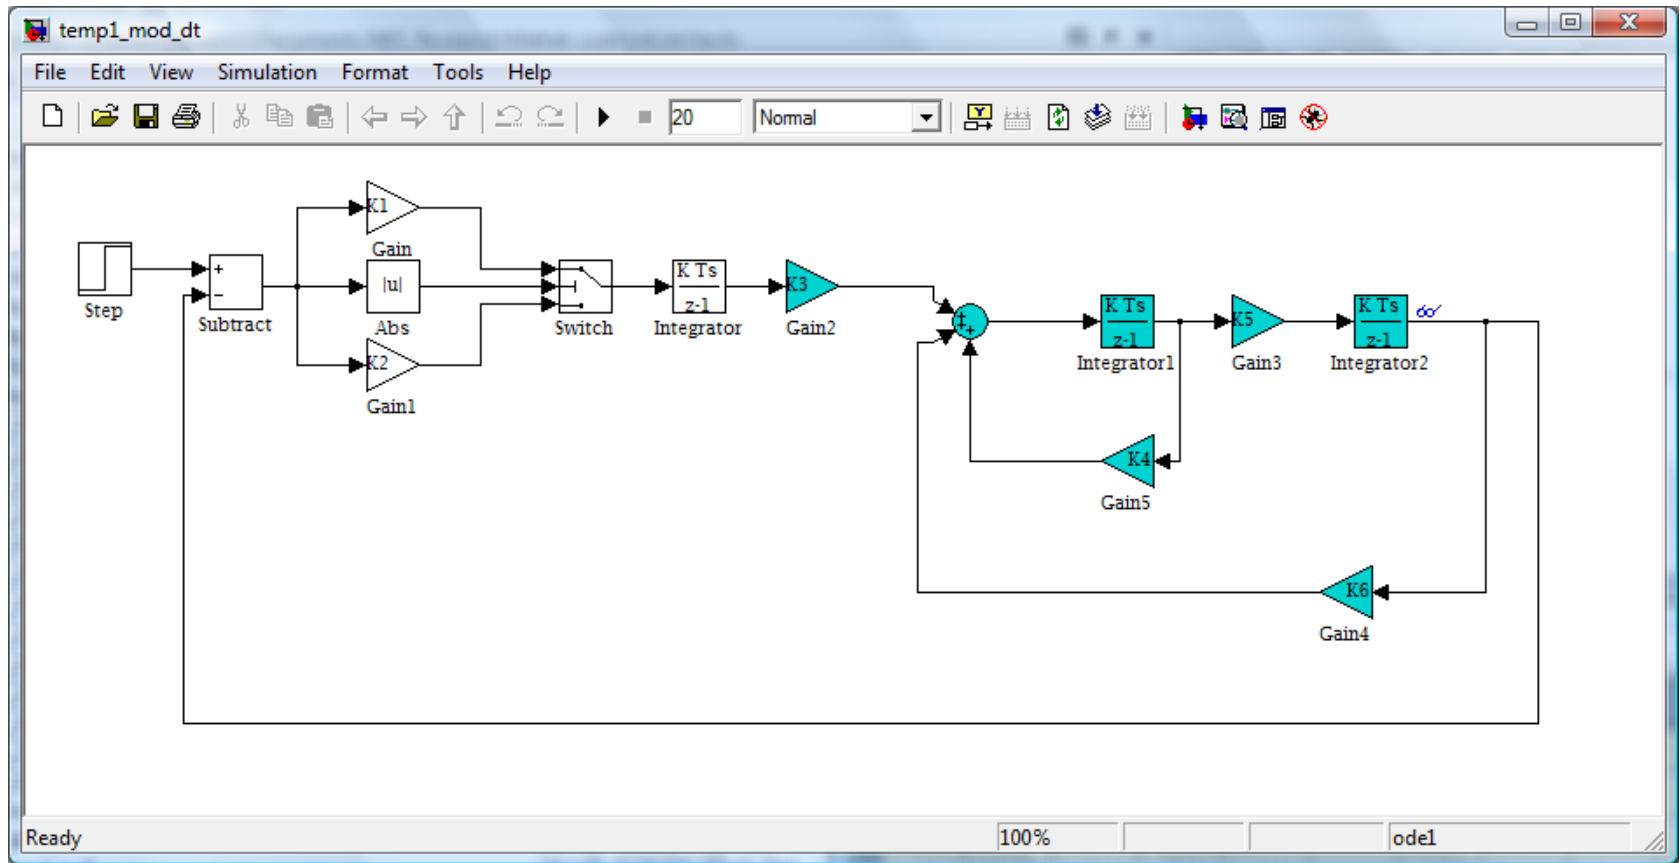 temp1_mod_dt
File Edit View Simulation Format Tools Help
20 Normal
K1
Gain
Step
+
−
Subtract
|u|
Abs
K2
Gain1
Switch
K Ts
z-1
Integrator
K3
Gain2
+
+
+
K Ts
z-1
Integrator1
K5
Gain3
K Ts
z-1
Integrator2
K4
Gain5
K6
Gain4
Ready 100% ode1